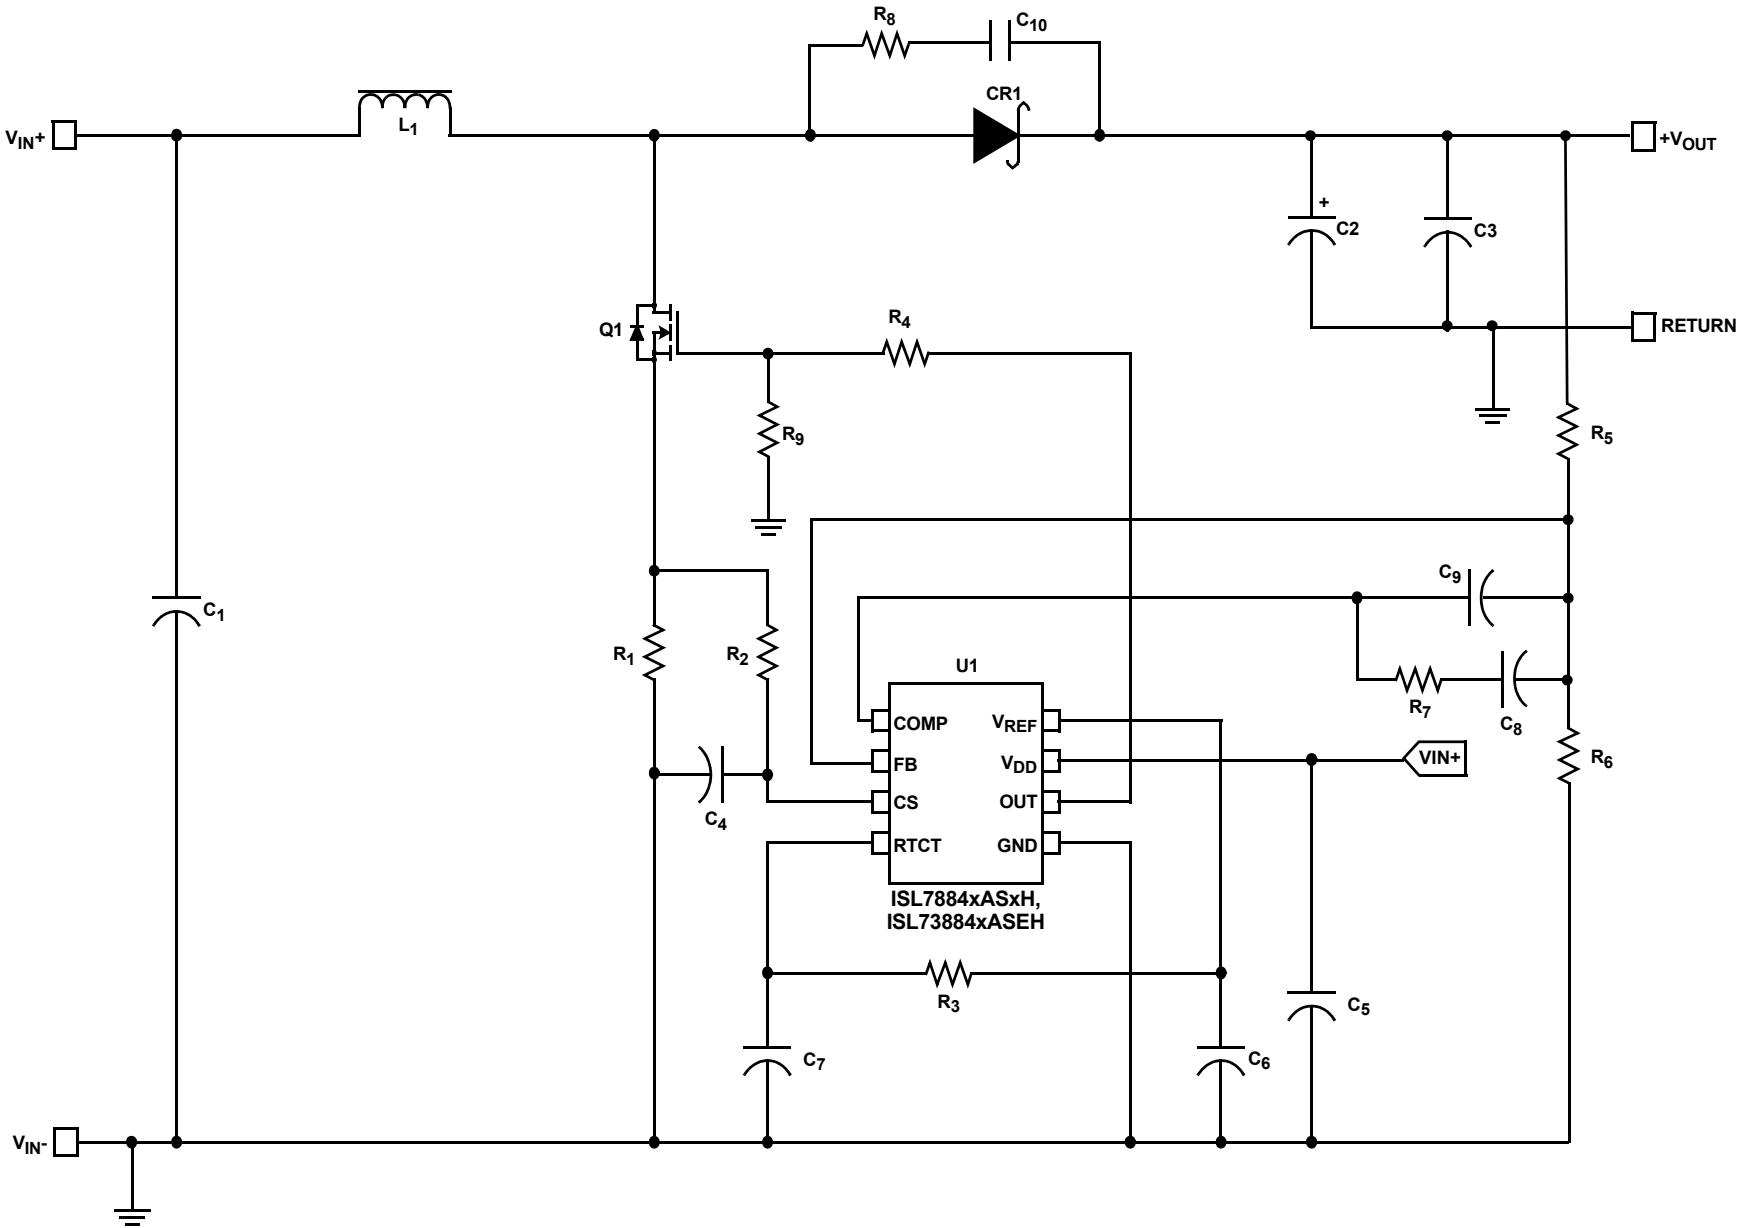 R8
C10
CR1
L1
VIN+
+VOUT
+
C2
C3
Q1
R4
RETURN
R9
R5
C9
C1
R1
R2
U1
R7
C8
COMP
VREF
FB
VDD
VIN+
R6
CS
OUT
C4
RTCT
GND
ISL7884xASxH,
ISL73884xASEH
R3
C5
C7
C6
VIN-